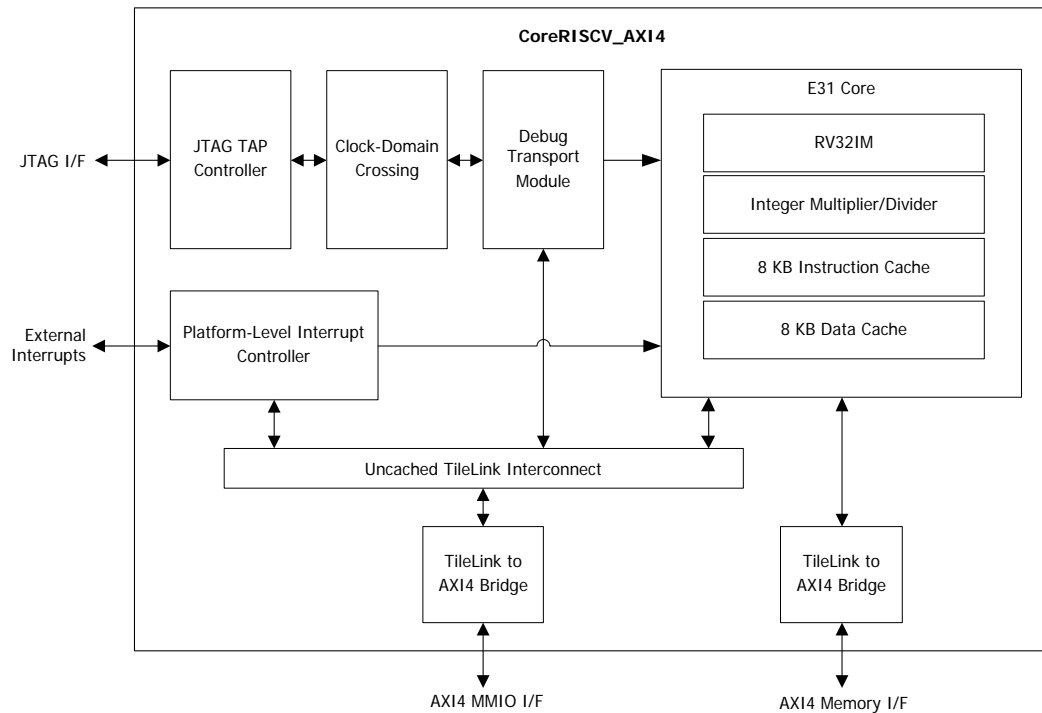 CoreRISCV_AXI4
E31 Core
JTAG I/F
JTAG TAP
Controller
Clock-Domain
Crossing
Debug
Transport
Module
RV32IM
Integer Multiplier/Divider
8 KB Instruction Cache
8 KB Data Cache
External
Interrupts
Platform-Level Interrupt
Controller
Uncached TileLink Interconnect
TileLink to
AXI4 Bridge
TileLink to
AXI4 Bridge
AXI4 MMIO I/F
AXI4 Memory I/F